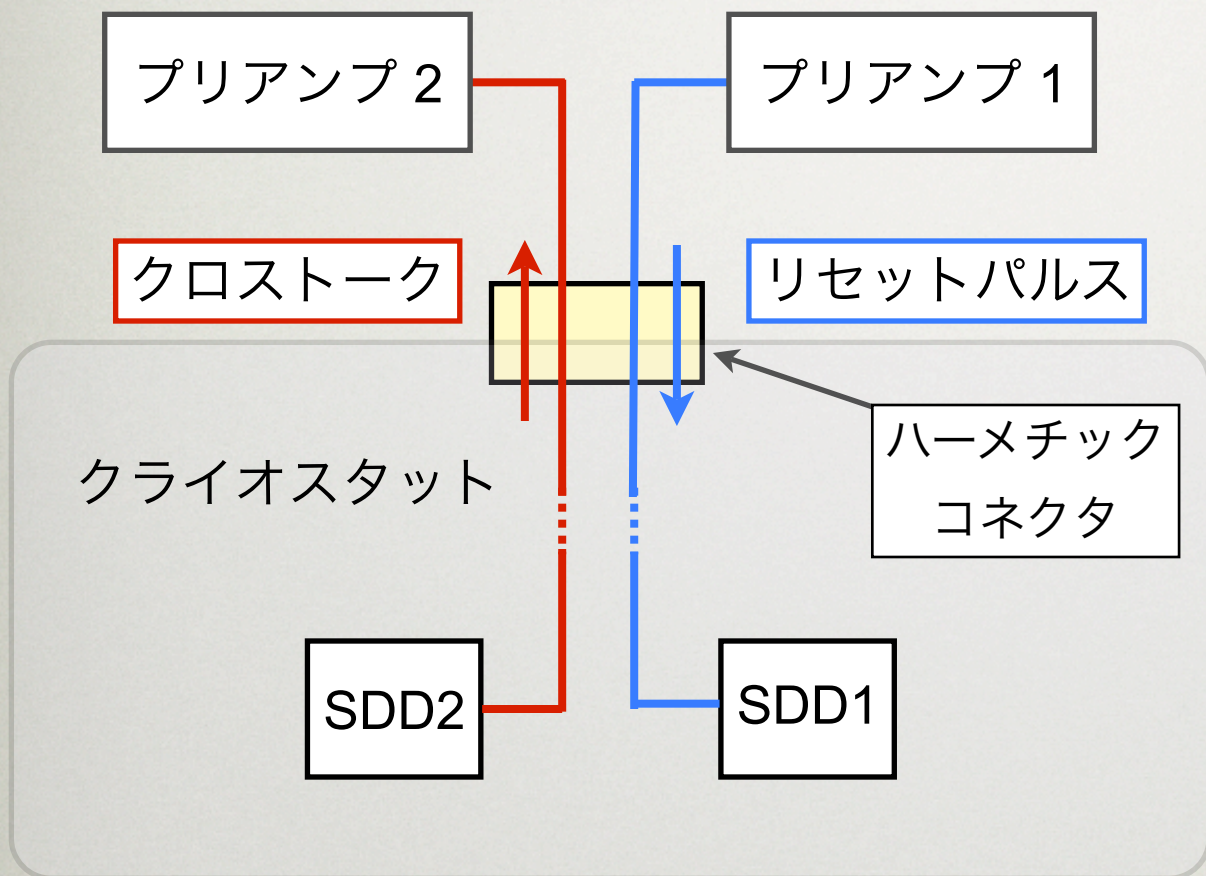 プリアンプ 2
プリアンプ 1
クロストーク
リセットパルス
ハーメチック
コネクタ
クライオスタット
SDD2
SDD1